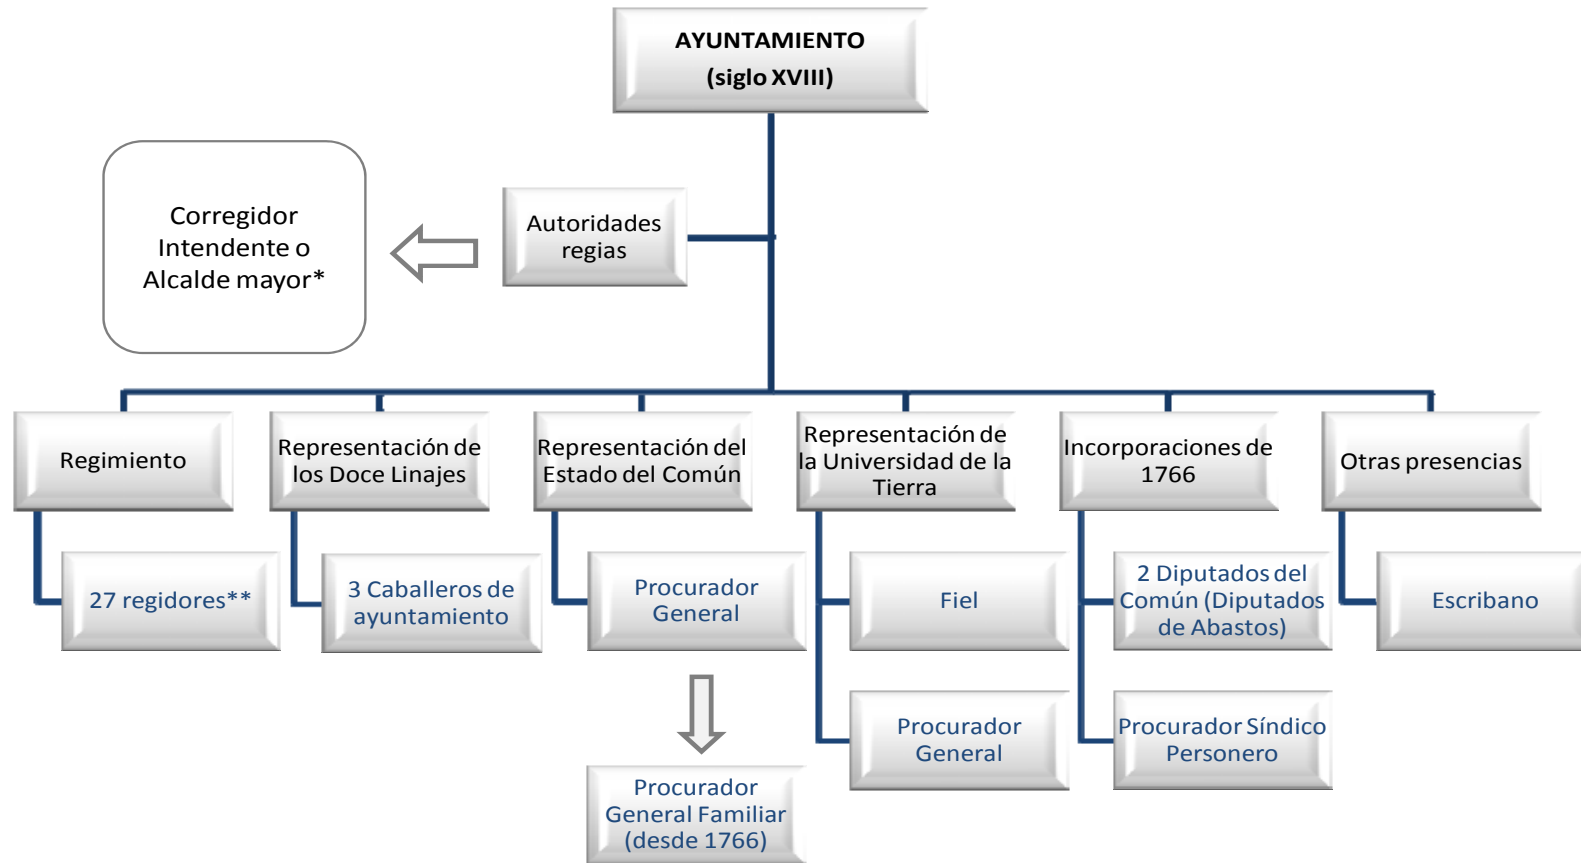 AYUNTAMIENTO
(siglo XVIII)
Corregidor
Intendente o
Alcalde mayor*
Autoridades
regias
Regimiento
Representación de
los Doce Linajes
Representación del
Estado del Común
Representación de
la Universidad de la
Tierra
Incorporaciones de
1766
Otras presencias
27 regidores**
3 Caballeros de
ayuntamiento
Procurador
General
Fiel
2 Diputados del
Común (Diputados
de Abastos)
Escribano
Procurador
General Familiar
(desde 1766)
Procurador
General
Procurador Síndico
Personero